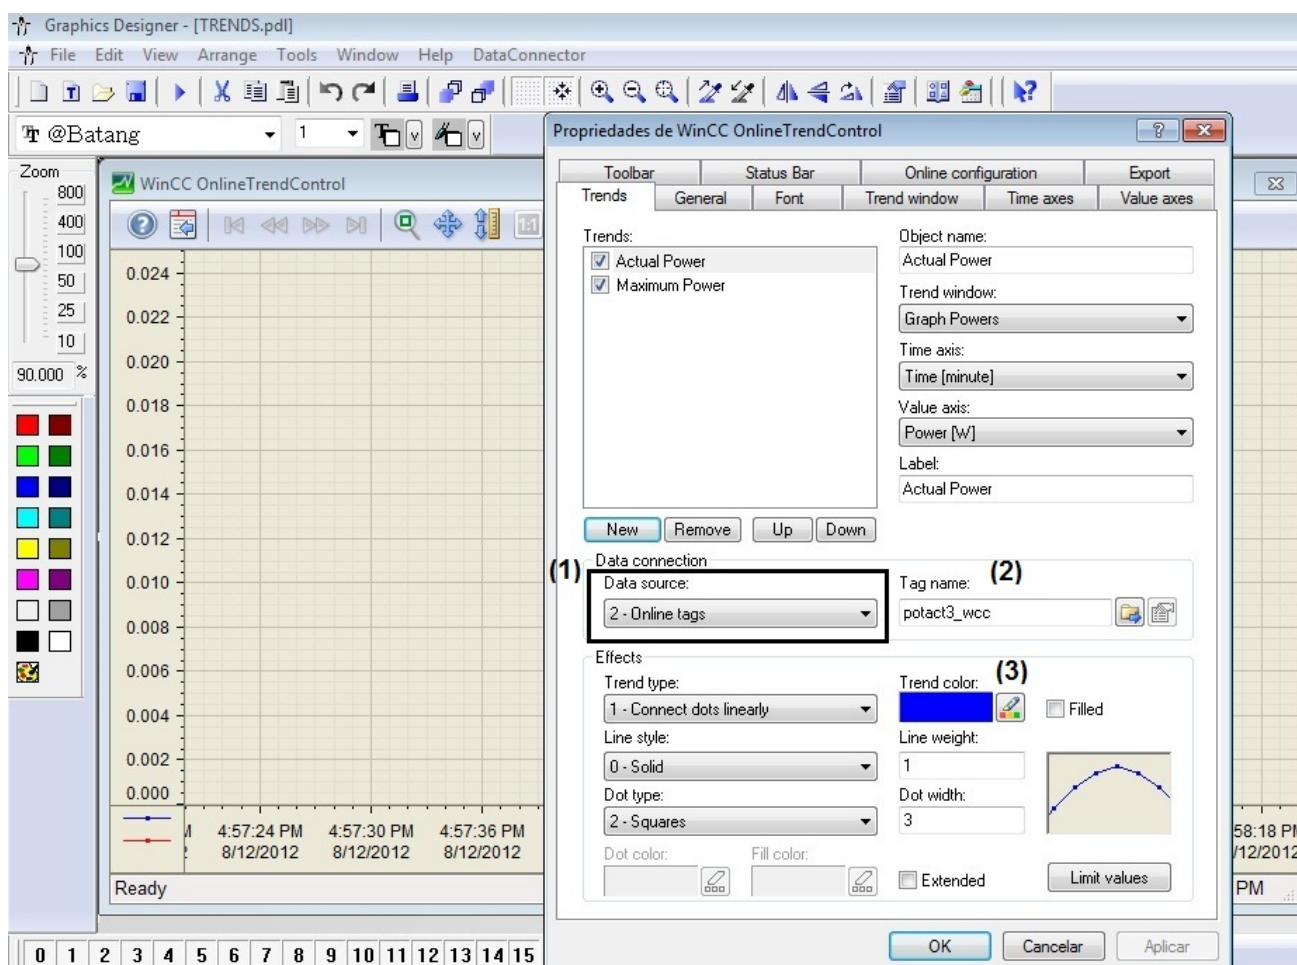 Graphics Designer - [TRENDS.pdl]
File Edit View Arrange Tools Window Help DataConnector
@Batang 1
Zoom
800
400
100
50
25
10
90.000 %
WinCC OnlineTrendControl
1:1
0.024
0.022
0.020
0.018
0.016
0.014
0.012
0.010
0.008
0.006
0.004
0.002
0.000
4:57:24 PM 4:57:30 PM 4:57:36 PM
8/12/2012 8/12/2012 8/12/2012
Ready
0 1 2 3 4 5 6 7 8 9 10 11 12 13 14 15
Propriedades de WinCC OnlineTrendControl
Toolbar Status Bar Online configuration Export
Trends General Font Trend window Time axes Value axes
Trends:
Actual Power
Maximum Power
New Remove Up Down
Object name:
Actual Power
Trend window:
Graph Powers
Time axis:
Time [minute]
Value axis:
Power [W]
Label:
Actual Power
Data connection
(1)
Data source:
2 - Online tags
Tag name: (2)
potact3_wcc
Effects
Trend type:
1 - Connect dots linearly
Trend color: (3)
Filled
Line style:
0 - Solid
Line weight:
1
Dot type:
2 - Squares
Dot width:
3
Dot color: Fill color:
Extended
Limit values
OK Cancelar Aplicar
58:18 PM
/12/2012
PM